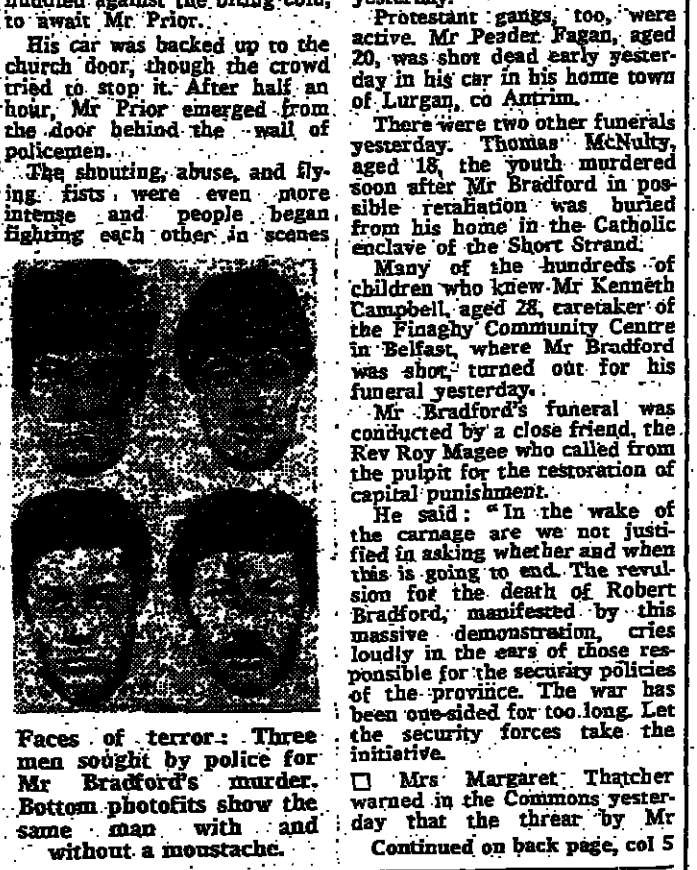 huddled against the biting cold,
to await Mr Prior.
His car was backed up to the
church door, though the crowd
tried to stop it. After half an
hour, Mr Prior emerged from
the door behind the wall of
policemen.
The shouting, abuse, and fly-
ing fists were even more
intense and people began
fighting each other in scenes
Faces of terror: Three
men sought by police for
Mr Bradford's murder.
Bottom photofits show the
same man with and
without a moustache.
yesterday.
Protestant gangs, too, were
active. Mr Peader Fagan, aged
20, was shot dead early yester-
day in his car in his home town
of Lurgan, co Antrim.
There were two other funerals
yesterday. Thomas McNulty,
aged 18, the youth murdered
soon after Mr Bradford in pos-
sible retaliation was buried
from his home in the Catholic
enclave of the Short Strand.
Many of the hundreds of
children who knew Mr Kenneth
Campbell, aged 28, caretaker of
the Finaghy Community Centre
in Belfast, where Mr Bradford
was shot, turned out for his
funeral yesterday.
Mr Bradford's funeral was
conducted by a close friend, the
Rev Roy Magee who called from
the pulpit for the restoration of
capital punishment.
He said: "In the wake of
the carnage are we not justi-
fied in asking whether and when
this is going to end. The revul-
sion for the death of Robert
Bradford, manifested by this
massive demonstration, cries
loudly in the ears of those res-
ponsible for the security policies
of the province. The war has
been one-sided for too long. Let
the security forces take the
initiative.
□ Mrs Margaret Thatcher
warned in the Commons yester-
day that the threar by Mr
Continued on back page, col 5